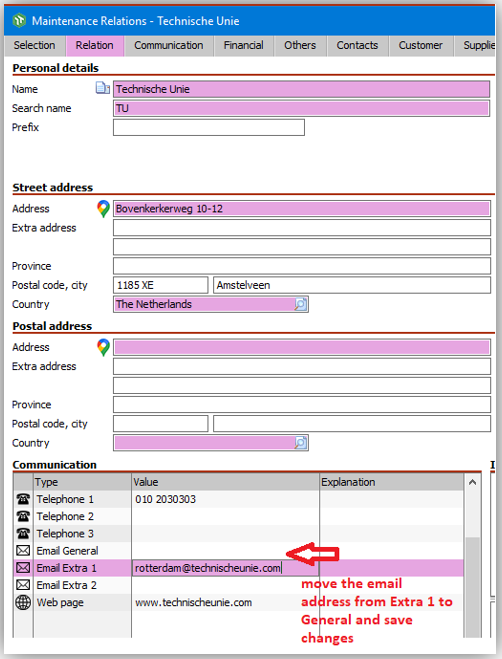 Maintenance Relations - Technische Unie
Selection Relation Communication Financial Others Contacts Customer Supplie
Personal details
Name Technische Unie
Search name TU
Prefix
Street address
Address Bovenkerkerweg 10-12
Extra address
Province
Postal code, city 1185 XE Amstelveen
Country The Netherlands
Postal address
Address
Extra address
Province
Postal code, city
Country
Communication
Type Value Explanation
Telephone 1 010 2030303
Telephone 2
Telephone 3
Email General
Email Extra 1 rotterdam@technischeunie.com
Email Extra 2
Web page www.technischeunie.com
move the email
address from Extra 1 to
General and save
changes